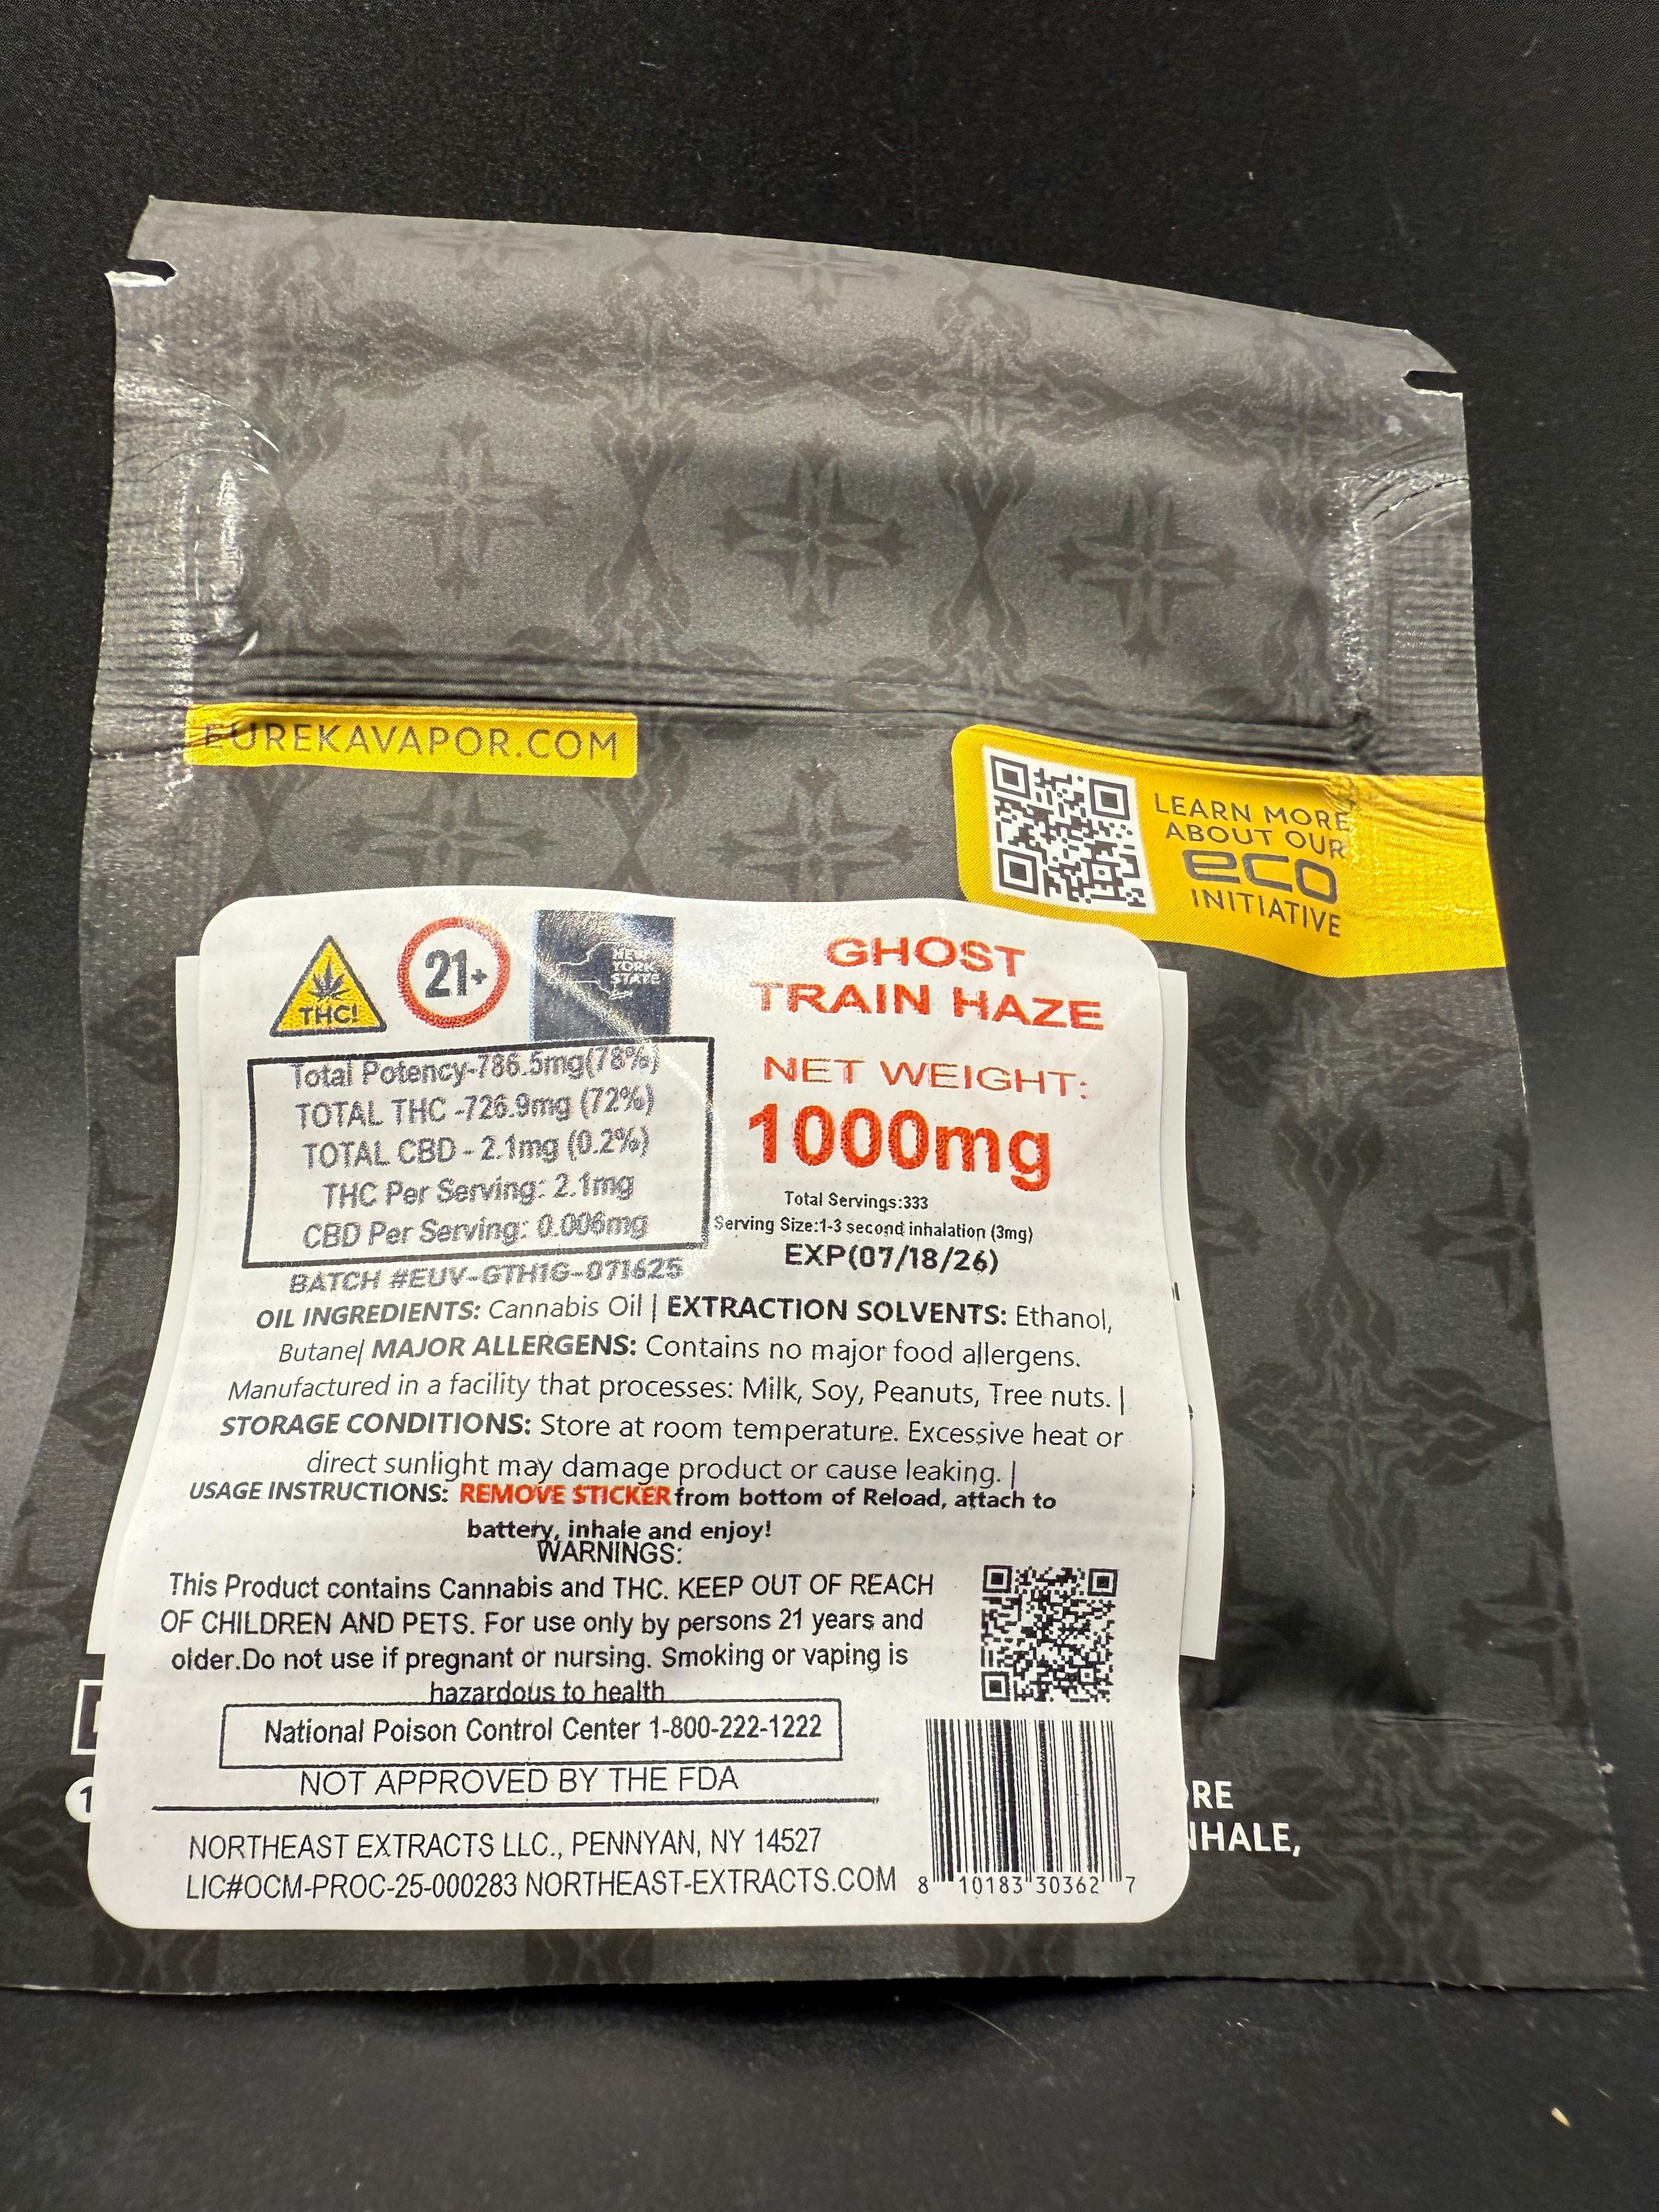 EUREKAVAPOR.COM
LEARN MORE
ABOUT OUR
eco
INITIATIVE
THC!
21+
NEW
YORK
STATE
GHOST
TRAIN HAZE
NET WEIGHT:
1000mg
Total Servings:333
Serving Size:1-3 second inhalation (3mg)
EXP(07/18/26)
Total Potency-786.5mg(78%)
TOTAL THC -726.9mg (72%)
TOTAL CBD - 2.1mg (0.2%)
THC Per Serving: 2.1mg
CBD Per Serving: 0.006mg
BATCH #EUV-GTH1G-071625
OIL INGREDIENTS: Cannabis Oil | EXTRACTION SOLVENTS: Ethanol,
Butane| MAJOR ALLERGENS: Contains no major food allergens.
Manufactured in a facility that processes: Milk, Soy, Peanuts, Tree nuts. |
STORAGE CONDITIONS: Store at room temperature. Excessive heat or
direct sunlight may damage product or cause leaking. |
USAGE INSTRUCTIONS: REMOVE STICKER from bottom of Reload, attach to
battery, inhale and enjoy!
WARNINGS:
This Product contains Cannabis and THC. KEEP OUT OF REACH
OF CHILDREN AND PETS. For use only by persons 21 years and
older.Do not use if pregnant or nursing. Smoking or vaping is
hazardous to health
National Poison Control Center 1-800-222-1222
NOT APPROVED BY THE FDA
NORTHEAST EXTRACTS LLC., PENNYAN, NY 14527
LIC#OCM-PROC-25-000283 NORTHEAST-EXTRACTS.COM
8 10183 30362 7
1